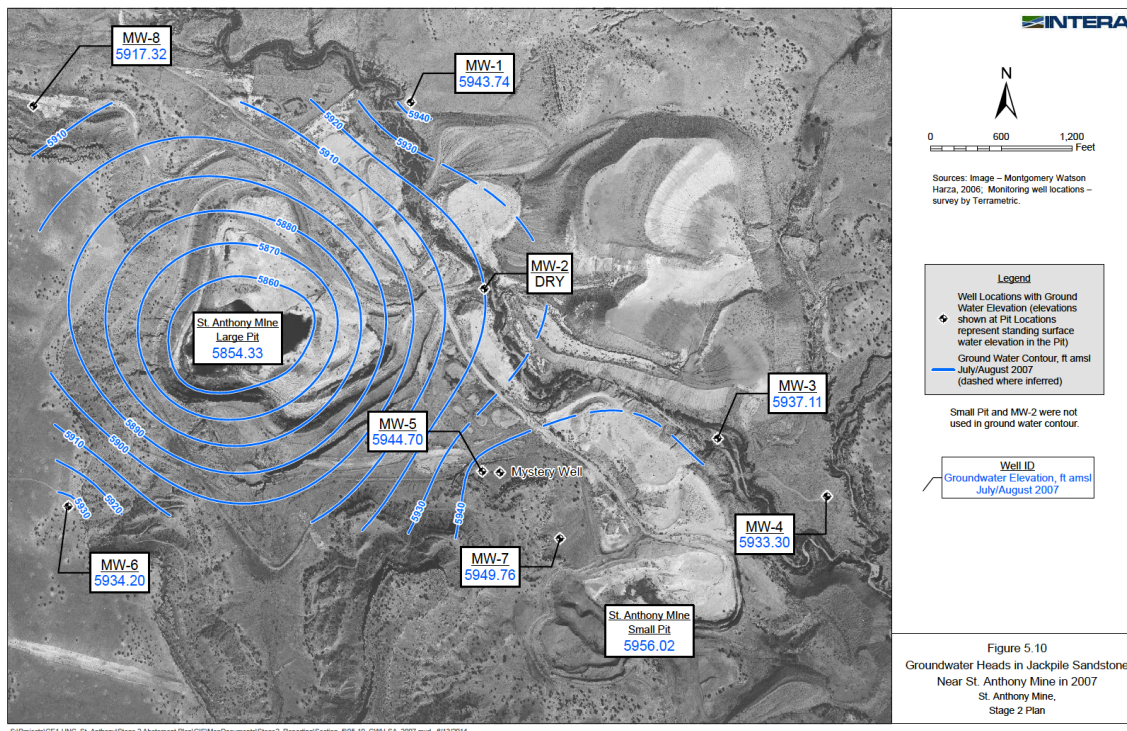 MW-8
5917.32
MW-1
5943.74
5910
5920
5910
5940
5930
5880
5870
5860
MW-2
DRY
St. Anthony MIne
Large Pit
5854.33
MW-3
5937.11
MW-5
5944.70
Mystery Well
5910
5890
5900
5920
5930
5930
5940
MW-6
5934.20
MW-7
5949.76
MW-4
5933.30
St. Anthony MIne
Small Pit
5956.02
INTERA
N
0 600 1,200
Feet
Sources: Image – Montgomery Watson
Harza, 2006; Monitoring well locations –
survey by Terrametric.
Legend
Well Locations with Ground
Water Elevation (elevations
shown at Pit Locations
represent standing surface
water elevation in the Pit)
Ground Water Contour, ft amsl
July/August 2007
(dashed where inferred)
Small Pit and MW-2 were not
used in ground water contour.
Well ID
Groundwater Elevation, ft amsl
July/August 2007
Figure 5.10
Groundwater Heads in Jackpile Sandstone
Near St. Anthony Mine in 2007
St. Anthony Mine,
Stage 2 Plan